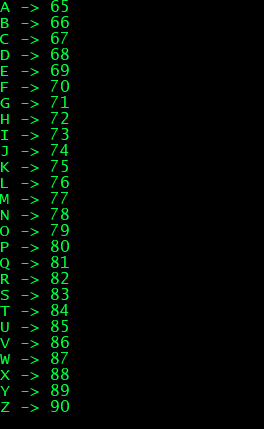 A -> 65
B -> 66
C -> 67
D -> 68
E -> 69
F -> 70
G -> 71
H -> 72
I -> 73
J -> 74
K -> 75
L -> 76
M -> 77
N -> 78
O -> 79
P -> 80
Q -> 81
R -> 82
S -> 83
T -> 84
U -> 85
V -> 86
W -> 87
X -> 88
Y -> 89
Z -> 90